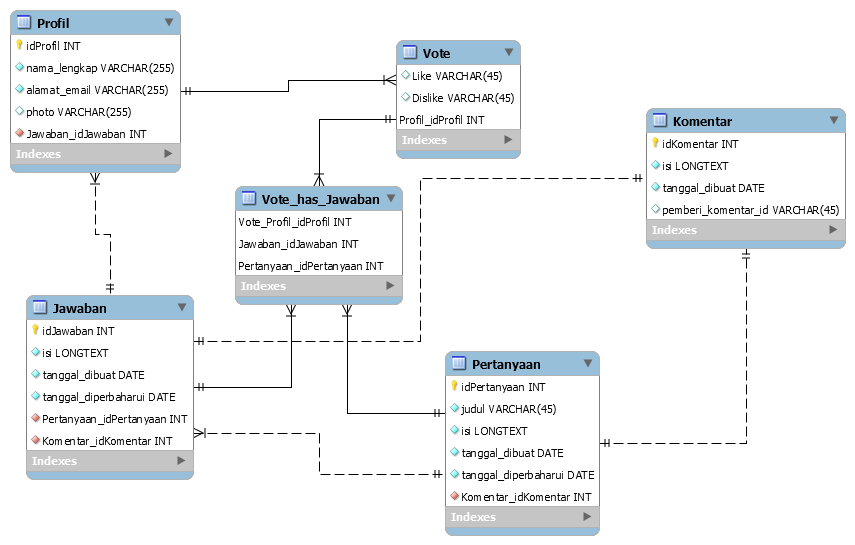 Profil
idProfil INT
nama_lengkap VARCHAR(255)
alamat_email VARCHAR(255)
photo VARCHAR(255)
Jawaban_idJawaban INT
Indexes
Vote
Like VARCHAR(45)
Dislike VARCHAR(45)
Profil_idProfil INT
Indexes
Komentar
idKomentar INT
isi LONGTEXT
tanggal_dibuat DATE
pemberi_komentar_id VARCHAR(45)
Indexes
Vote_has_Jawaban
Vote_Profil_idProfil INT
Jawaban_idJawaban INT
Pertanyaan_idPertanyaan INT
Indexes
Jawaban
idJawaban INT
isi LONGTEXT
tanggal_dibuat DATE
tanggal_diperbaharui DATE
Pertanyaan_idPertanyaan INT
Komentar_idKomentar INT
Indexes
Pertanyaan
idPertanyaan INT
judul VARCHAR(45)
isi LONGTEXT
tanggal_dibuat DATE
tanggal_diperbaharui DATE
Komentar_idKomentar INT
Indexes